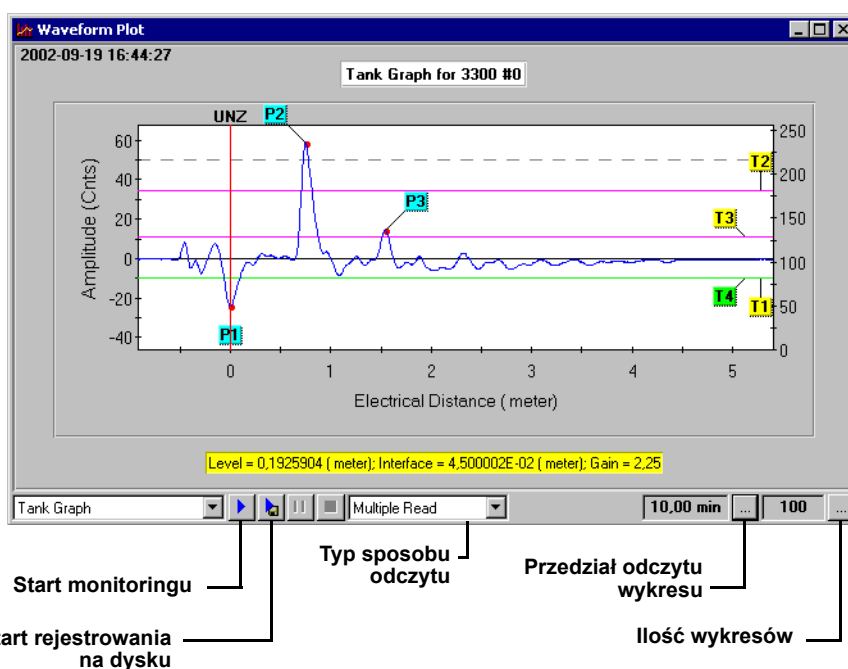 Waveform Plot
2002-09-19 16:44:27
Tank Graph for 3300 #0
UNZ
P2
P3
P1
T2
T3
T4
T1
Amplitude (Cnts)
60
40
20
0
-20
-40
250
200
150
100
50
0
0
1
2
3
4
5
Electrical Distance ( meter)
Level = 0,1925904 ( meter); Interface = 4,500002E-02 ( meter); Gain = 2,25
Tank Graph
Multiple Read
10,00 min
...
100
...
Start monitoringu
Typ sposobu
odczytu
Przedział odczytu
wykresu
tart rejestrowania
na dysku
Ilość wykresów